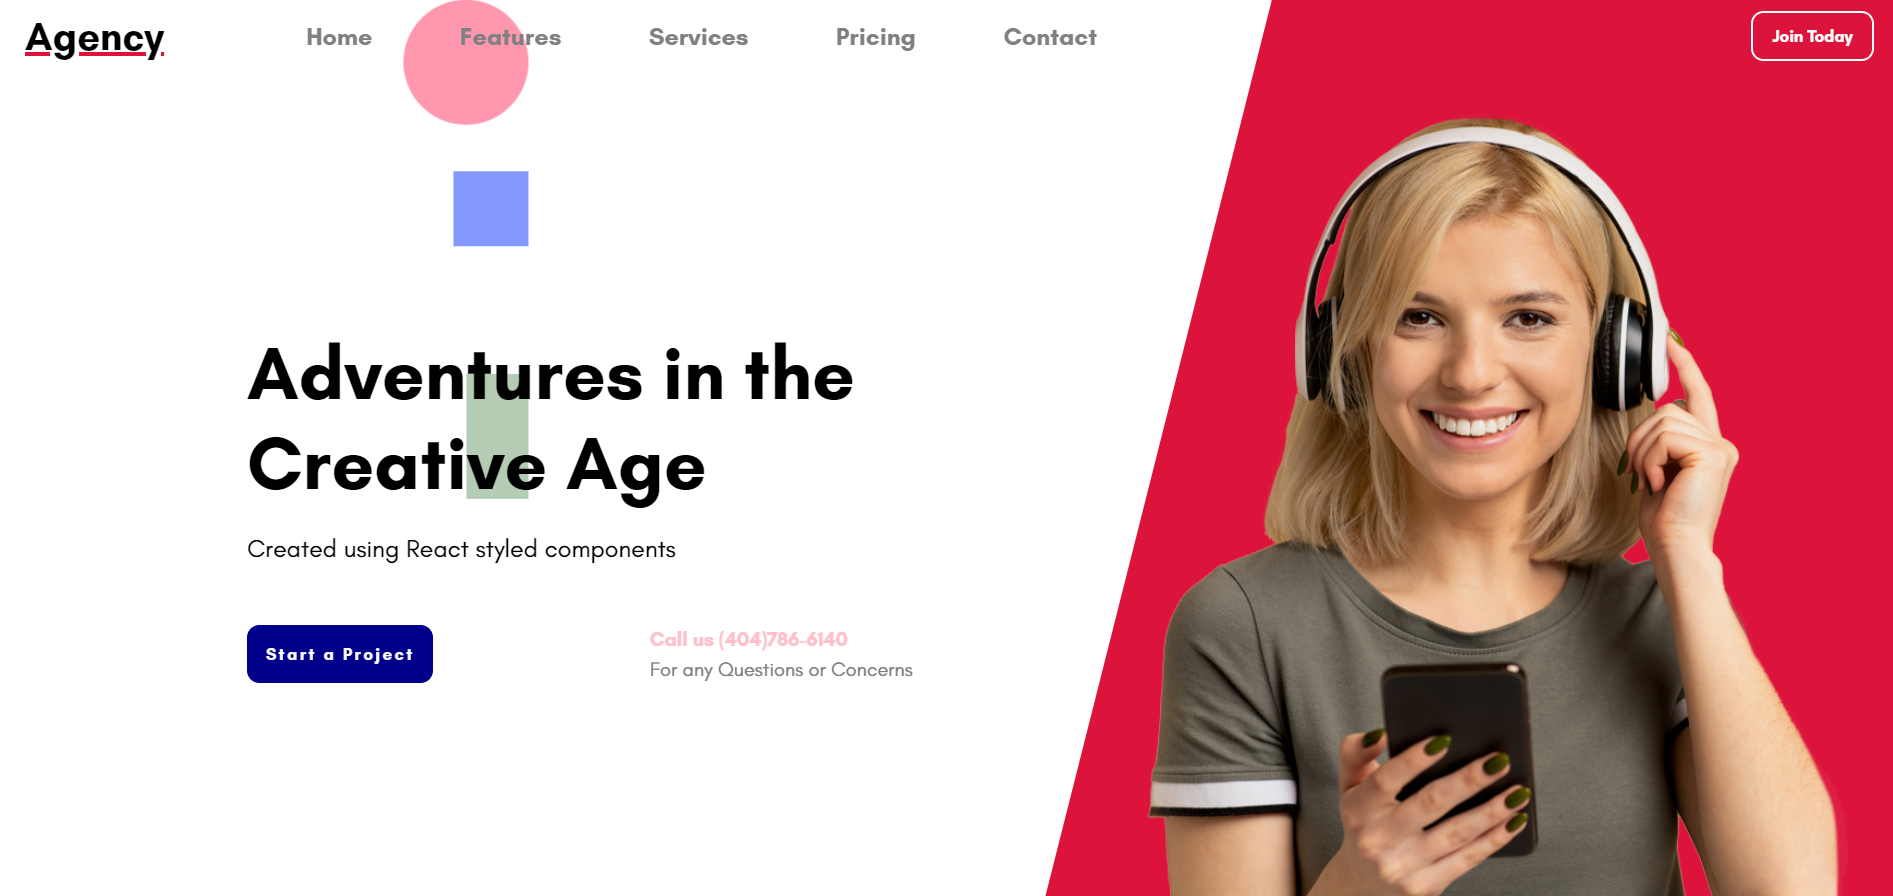 Agency
Home
Features
Services
Pricing
Contact
Join Today
Adventures in the
Creative Age
Created using React styled components
Start a Project
Call us (404)786-6140
For any Questions or Concerns